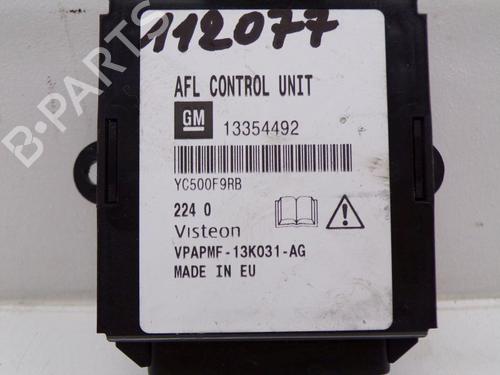 112077
AFL CONTROL UNIT
GM 13354492
YC500F9RB
224 0
Visteon
VPAPMF-13K031-AG
MADE IN EU
B-PARTS